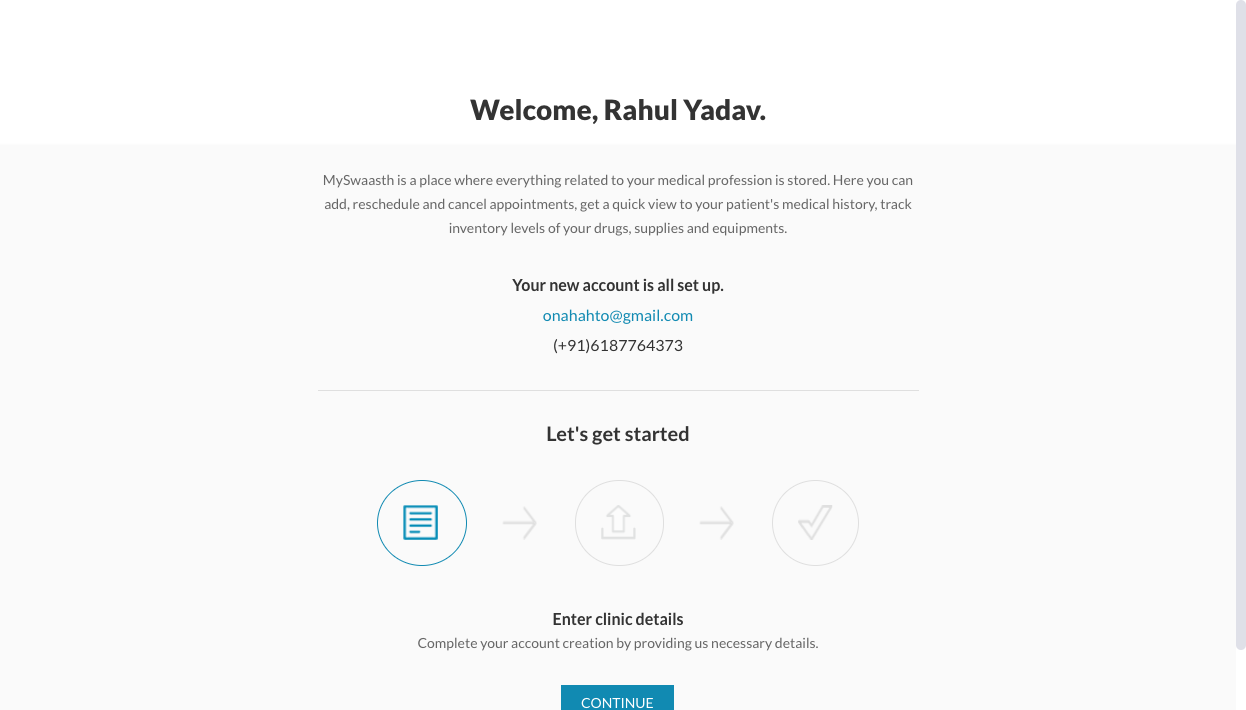 Welcome, Rahul Yadav.
MySwaasth is a place where everything related to your medical profession is stored. Here you can
add, reschedule and cancel appointments, get a quick view to your patient's medical history, track
inventory levels of your drugs, supplies and equipments.
Your new account is all set up.
onahahto@gmail.com
(+91)6187764373
Let's get started
Enter clinic details
Complete your account creation by providing us necessary details.
CONTINUE